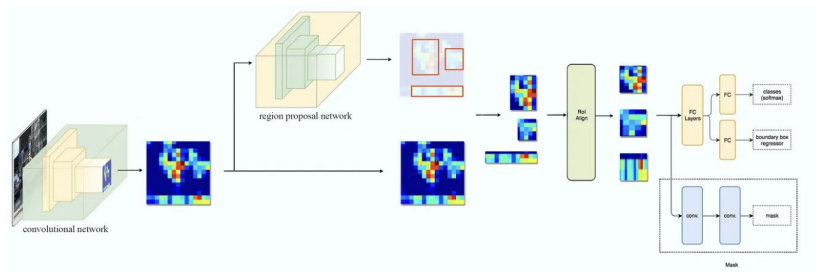 convolutional network
region proposal network
RoI
Align
FC
Layers
FC
classes
(softmax)
FC
boundary box
regressor
conv.
conv.
mask
Mask